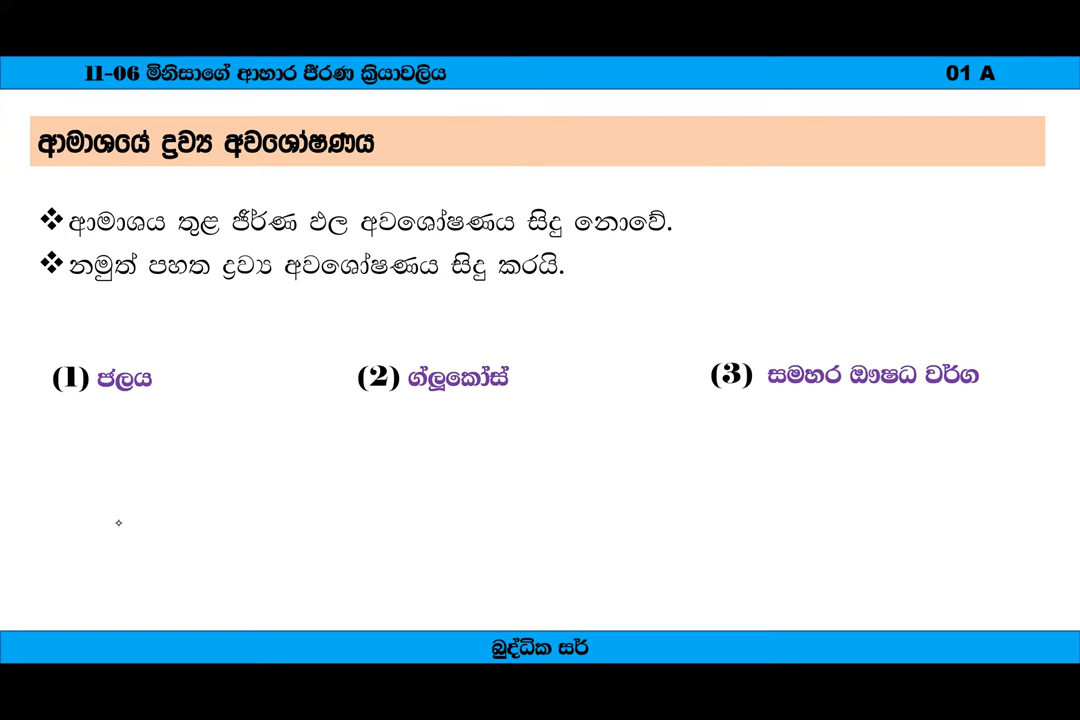 11-06 මිනිසාගේ ආහාර ජීරණ ක්‍රියාවලිය 01 A
ආමාශයේ ද්‍රව්‍ය අවශෝෂණය
❖ආමාශය තුළ ජීර්ණ ඵල අවශෝෂණය සිදු නොවේ.
❖නමුත් පහත ද්‍රව්‍ය අවශෝෂණය සිදු කරයි.
(1) ජලය (2) ග්ලූකෝස් (3) සමහර ඖෂධ වර්ග
බුද්ධික සර්